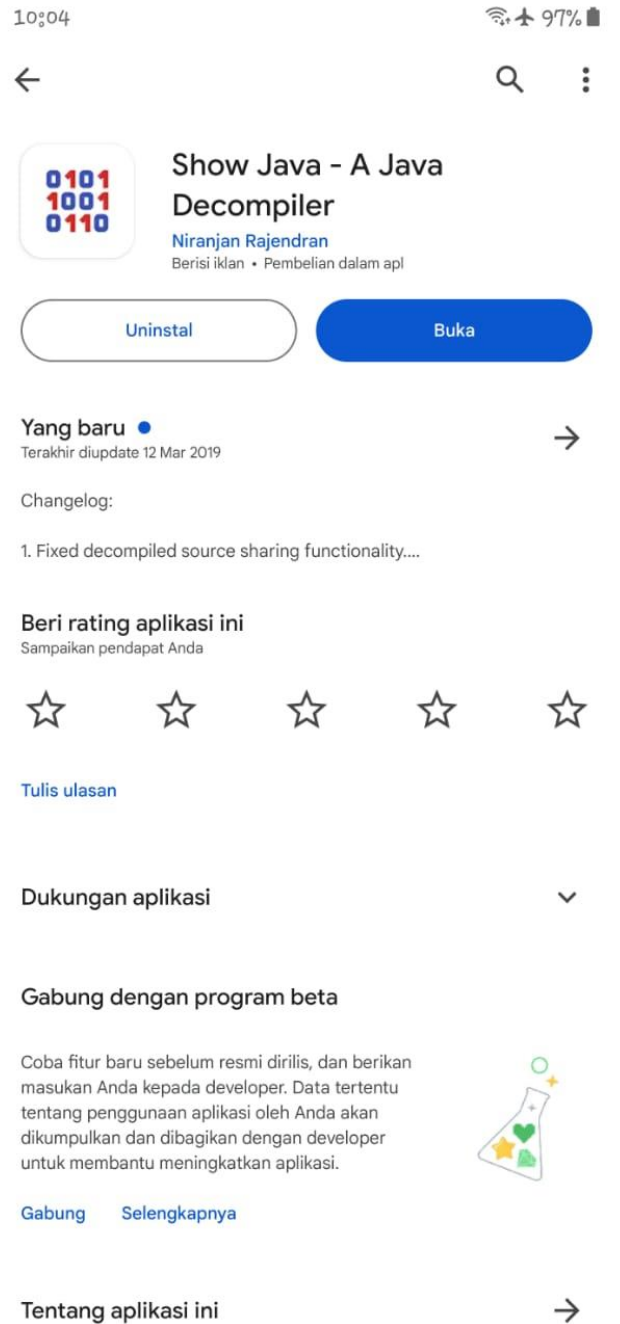 10:04
97%
0101
1001
0110
Show Java - A Java
Decompiler
Niranjan Rajendran
Berisi iklan • Pembelian dalam apl
Uninstal
Buka
Yang baru
Terakhir diupdate 12 Mar 2019
Changelog:
1. Fixed decompiled source sharing functionality....
Beri rating aplikasi ini
Sampaikan pendapat Anda
Tulis ulasan
Dukungan aplikasi
Gabung dengan program beta
Coba fitur baru sebelum resmi dirilis, dan berikan
masukan Anda kepada developer. Data tertentu
tentang penggunaan aplikasi oleh Anda akan
dikumpulkan dan dibagikan dengan developer
untuk membantu meningkatkan aplikasi.
Gabung Selengkapnya
Tentang aplikasi ini